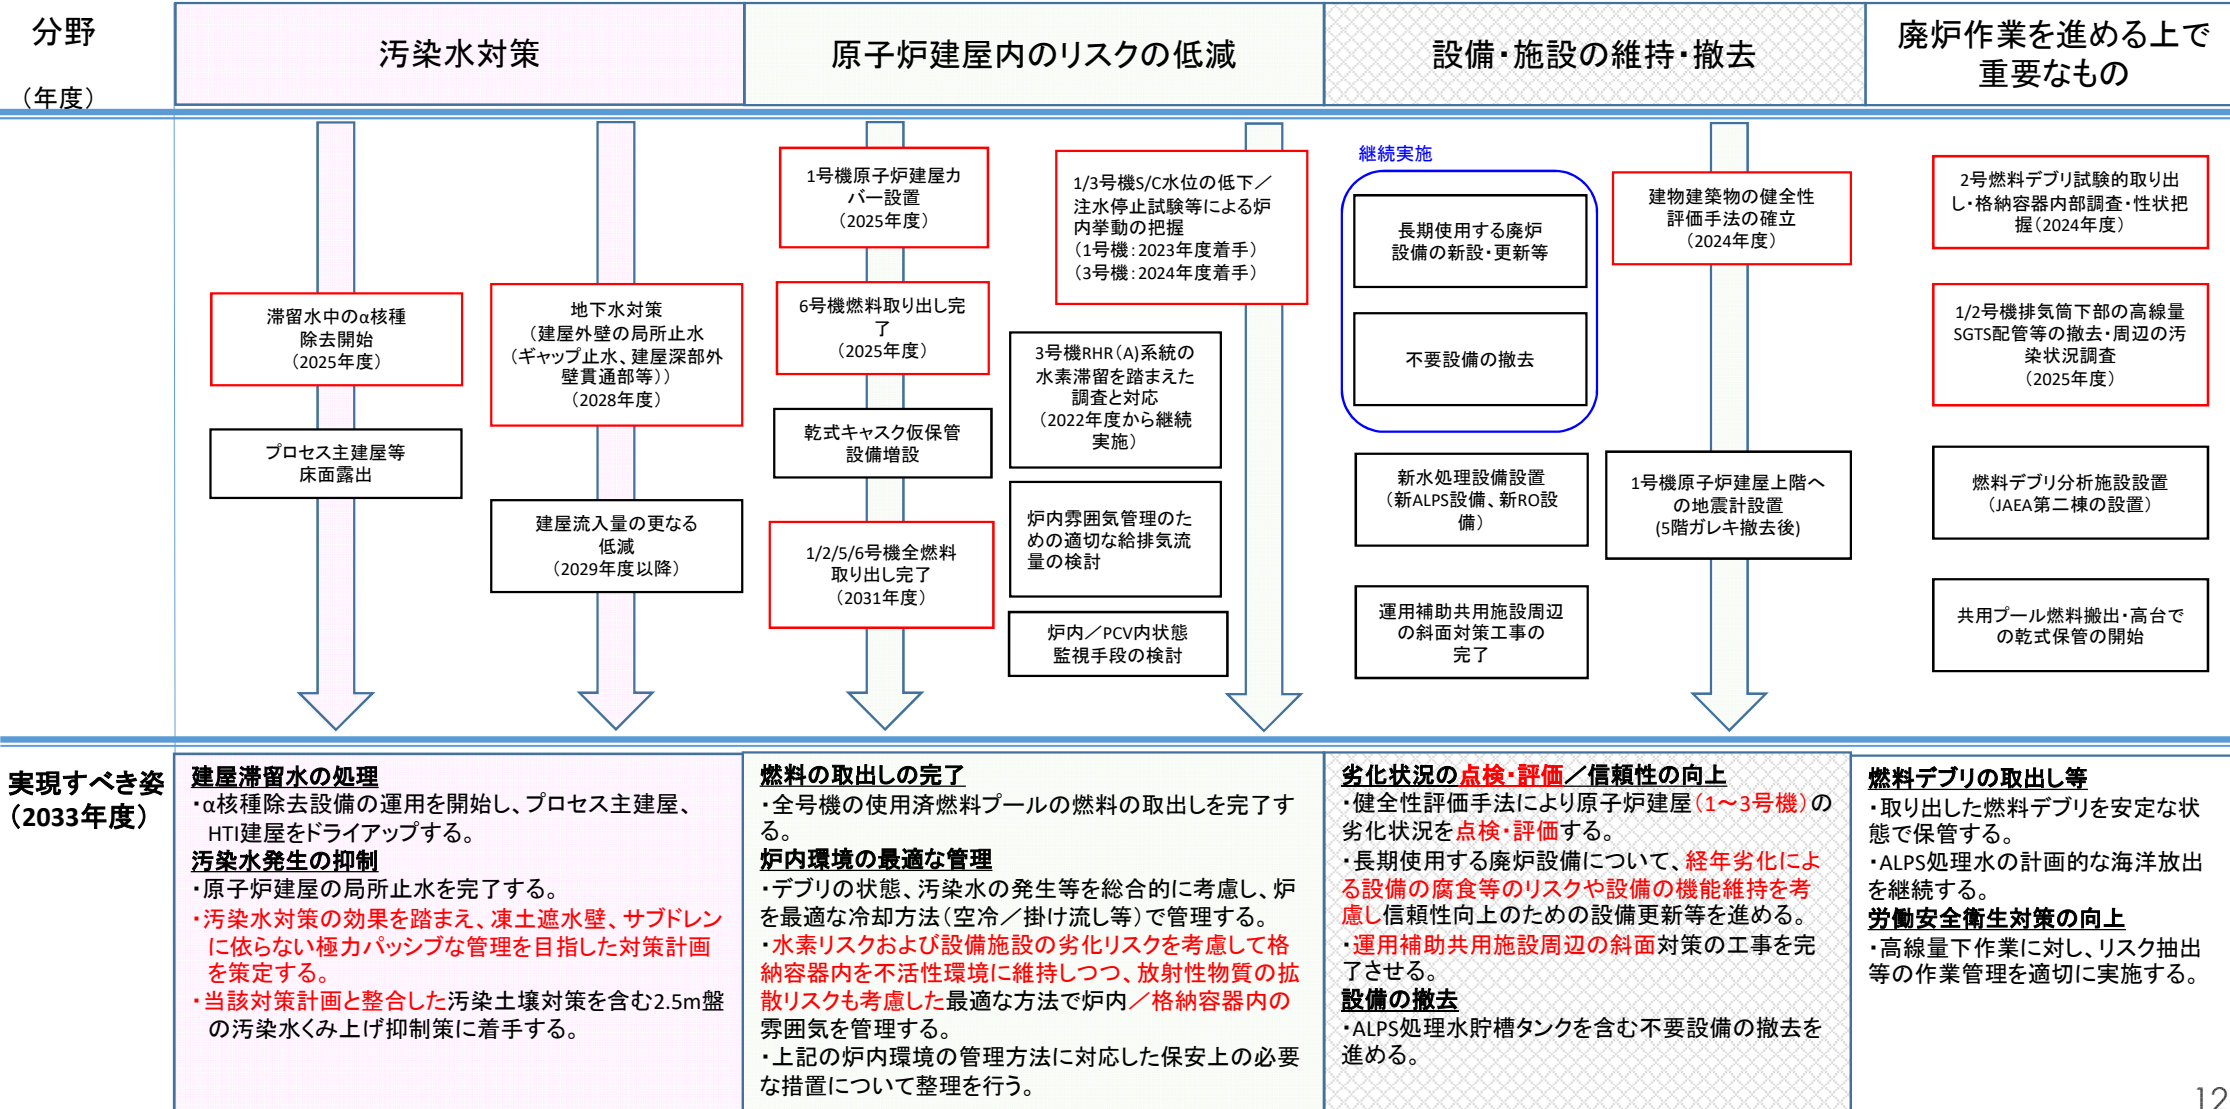 分野
(年度)
汚染水対策
原子炉建屋内のリスクの低減
設備・施設の維持・撤去
廃炉作業を進める上で
重要なもの
滞留水中のα核種
除去開始
（2025年度）
プロセス主建屋等
床面露出
地下水対策
（建屋外壁の局所止水
（ギャップ止水、建屋深部外
壁貫通部等））
（2028年度）
建屋流入量の更なる
低減
（2029年度以降）
1号機原子炉建屋カ
バー設置
（2025年度）
6号機燃料取り出し完
了
（2025年度）
乾式キャスク仮保管
設備増設
1/2/5/6号機全燃料
取り出し完了
（2031年度）
1/3号機S/C水位の低下／
注水停止試験等による炉
内挙動の把握
（1号機：2023年度着手）
（3号機：2024年度着手）
3号機RHR（A)系統の
水素滞留を踏まえた
調査と対応
（2022年度から継続
実施）
炉内雰囲気管理のた
めの適切な給排気流
量の検討
炉内／PCV内状態
監視手段の検討
継続実施
長期使用する廃炉
設備の新設・更新等
不要設備の撤去
新水処理設備設置
（新ALPS設備、新RO設
備）
運用補助共用施設周辺
の斜面対策工事の
完了
建物建築物の健全性
評価手法の確立
（2024年度）
1号機原子炉建屋上階へ
の地震計設置
(5階ガレキ撤去後)
2号燃料デブリ試験的取り出
し・格納容器内部調査・性状把
握（2024年度）
1/2号機排気筒下部の高線量
SGTS配管等の撤去・周辺の汚
染状況調査
（2025年度）
燃料デブリ分析施設設置
（JAEA第二棟の設置）
共用プール燃料搬出・高台で
の乾式保管の開始
実現すべき姿
（2033年度）
建屋滞留水の処理
・α核種除去設備の運用を開始し、プロセス主建屋、
HTI建屋をドライアップする。
汚染水発生の抑制
・原子炉建屋の局所止水を完了する。
・汚染水対策の効果を踏まえ、凍土遮水壁、サブドレン
に依らない極力パッシブな管理を目指した対策計画
を策定する。
・当該対策計画と整合した汚染土壌対策を含む2.5m盤
の汚染水くみ上げ抑制策に着手する。
燃料の取出しの完了
・全号機の使用済燃料プールの燃料の取出しを完了す
る。
炉内環境の最適な管理
・デブリの状態、汚染水の発生等を総合的に考慮し、炉
を最適な冷却方法（空冷／掛け流し等）で管理する。
・水素リスクおよび設備施設の劣化リスクを考慮して格
納容器内を不活性環境に維持しつつ、放射性物質の拡
散リスクも考慮した最適な方法で炉内／格納容器内の
雰囲気を管理する。
・上記の炉内環境の管理方法に対応した保安上の必要
な措置について整理を行う。
劣化状況の点検・評価／信頼性の向上
・健全性評価手法により原子炉建屋（1～3号機）の
劣化状況を点検・評価する。
・長期使用する廃炉設備について、経年劣化によ
る設備の腐食等のリスクや設備の機能維持を考
慮し信頼性向上のための設備更新等を進める。
・運用補助共用施設周辺の斜面対策の工事を完
了させる。
設備の撤去
・ALPS処理水貯槽タンクを含む不要設備の撤去を
進める。
燃料デブリの取出し等
・取り出した燃料デブリを安定な状
態で保管する。
・ALPS処理水の計画的な海洋放出
を継続する。
労働安全衛生対策の向上
・高線量下作業に対し、リスク抽出
等の作業管理を適切に実施する。
12